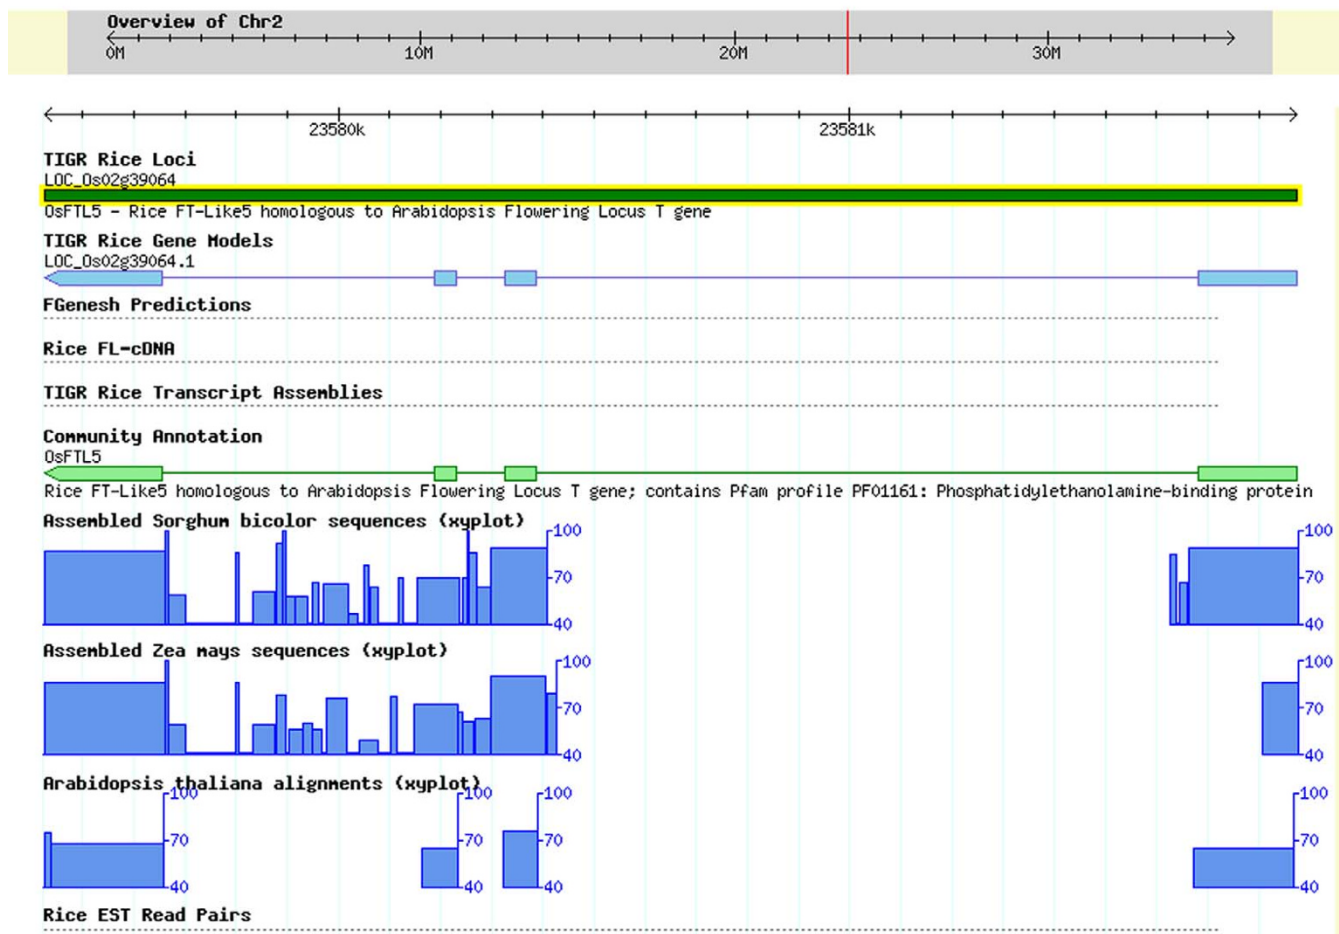 Overview of Chr2
0M 10M 20M 30M
23580k 23581k
TIGR Rice Loci
LOC_Os02g39064
OsFTL5 - Rice FT-Like5 homologous to Arabidopsis Flowering Locus T gene
TIGR Rice Gene Models
LOC_Os02g39064.1
FGenesh Predictions
Rice FL-cDNA
TIGR Rice Transcript Assemblies
Community Annotation
OsFTL5
Rice FT-Like5 homologous to Arabidopsis Flowering Locus T gene; contains Pfam profile PF01161: Phosphatidylethanolamine-binding protein
Assembled Sorghum bicolor sequences (xyplot)
100 100
70 70
40 40
Assembled Zea mays sequences (xyplot)
100 100
70 70
40 40
Arabidopsis thaliana alignments (xyplot)
100 100 100 100
70 70 70 70
40 40 40 40
Rice EST Read Pairs